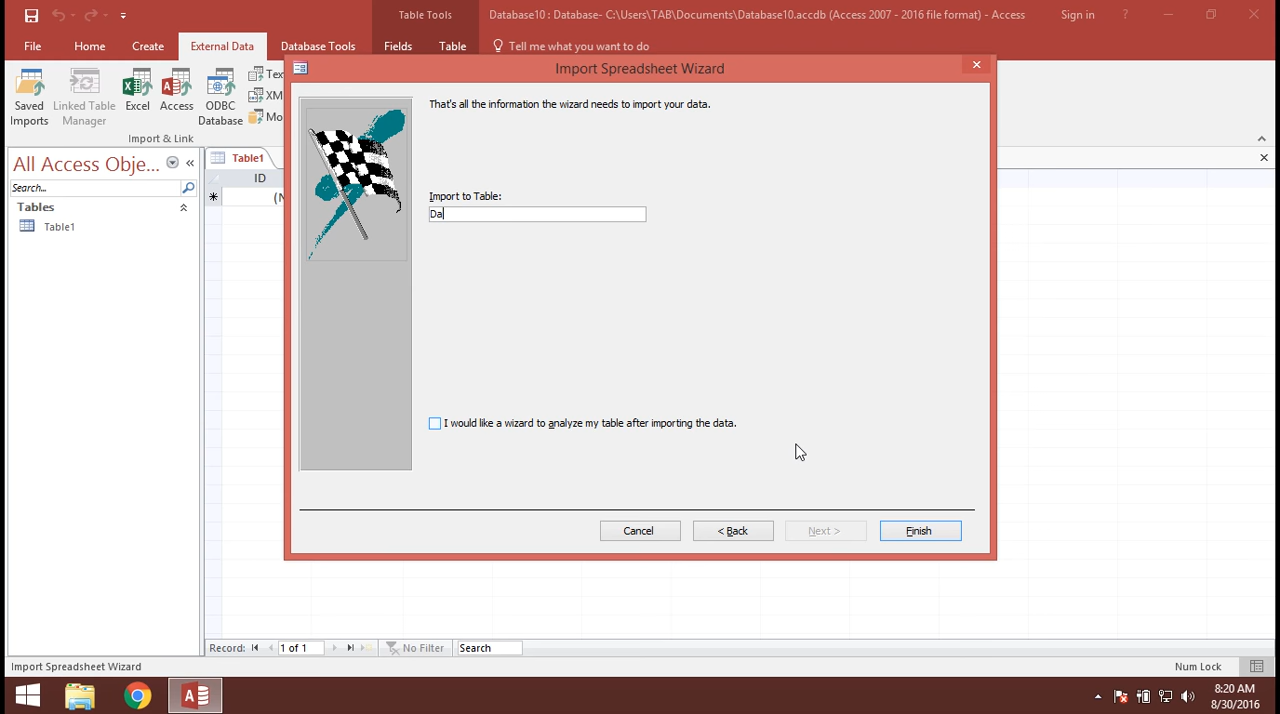 Table Tools
Database10 : Database- C:\Users\TAB\Documents\Database10.accdb (Access 2007 - 2016 file format) - Access
Sign in
?
File
Home
Create
External Data
Database Tools
Fields
Table
Tell me what you want to do
Saved Imports
Linked Table Manager
Excel
Access
ODBC Database
Tex
XM
Mo
Import & Link
Import Spreadsheet Wizard
That's all the information the wizard needs to import your data.
Import to Table:
Da
I would like a wizard to analyze my table after importing the data.
Cancel
< Back
Next >
Finish
All Access Obje...
Search...
Tables
Table1
Table1
ID
(N
Record:
1 of 1
No Filter
Search
Import Spreadsheet Wizard
Num Lock
8:20 AM
8/30/2016